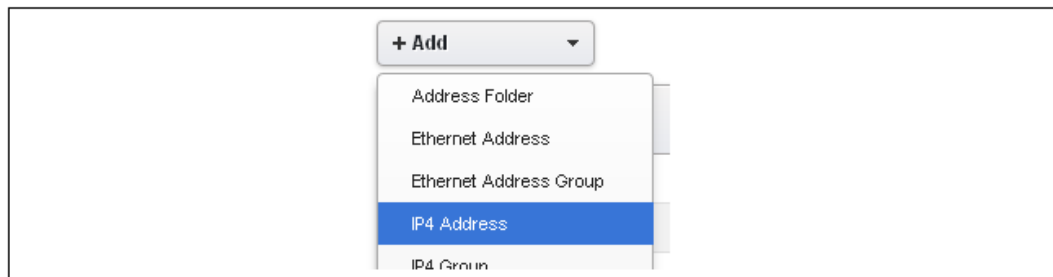 + Add
Address Folder
Ethernet Address
Ethernet Address Group
IP4 Address
IP4 Group